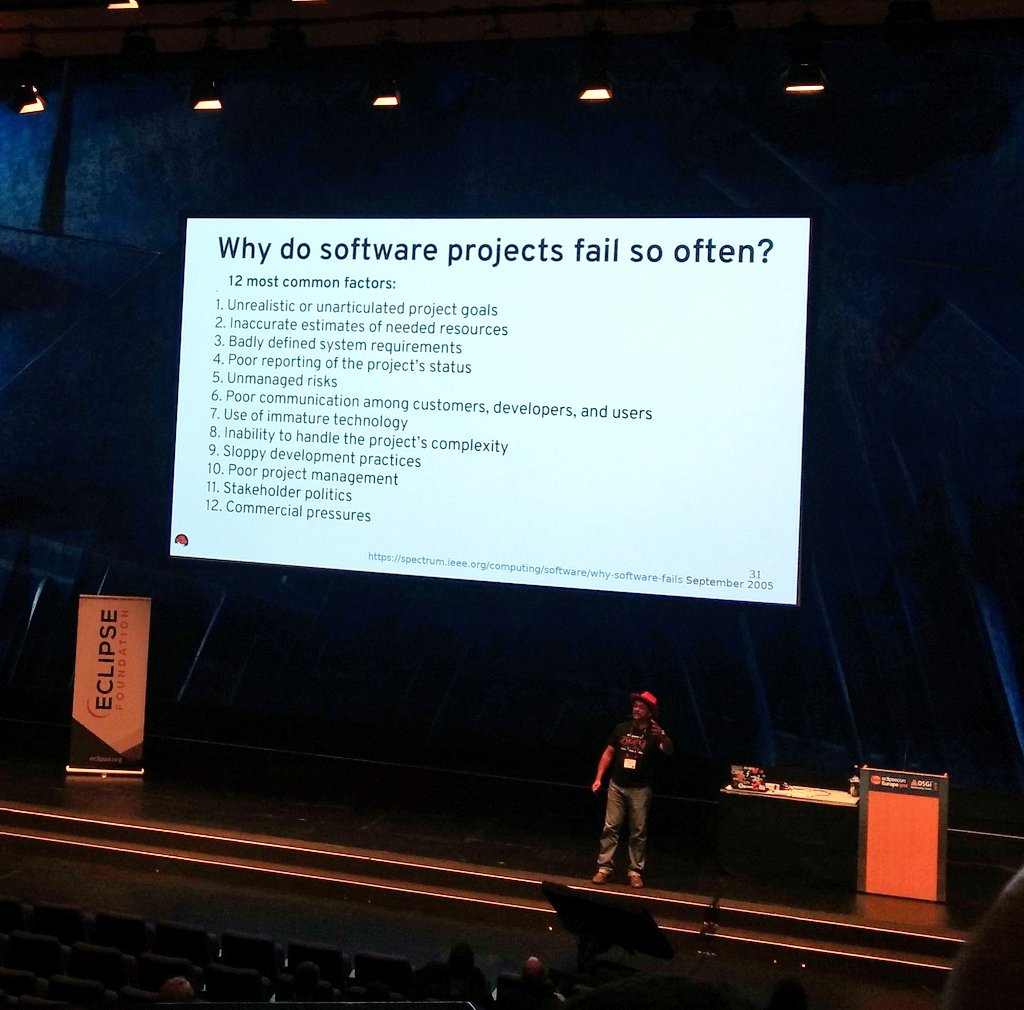 Why do software projects fail so often?
12 most common factors:
1. Unrealistic or unarticulated project goals
2. Inaccurate estimates of needed resources
3. Badly defined system requirements
4. Poor reporting of the project's status
5. Unmanaged risks
6. Poor communication among customers, developers, and users
7. Use of immature technology
8. Inability to handle the project's complexity
9. Sloppy development practices
10. Poor project management
11. Stakeholder politics
12. Commercial pressures
31
https://spectrum.ieee.org/computing/software/why-software-fails September 2005
ECLIPSE
FOUNDATION
eclipse.org
eclipsecon
Europe
OSGi